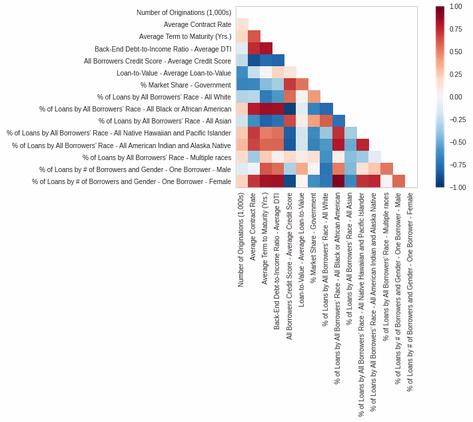 Number of Originations (1,000s)
Average Contract Rate
Average Term to Maturity (Yrs.)
Back-End Debt-to-Income Ratio - Average DTI
All Borrowers Credit Score - Average Credit Score
Loan-to-Value - Average Loan-to-Value
% Market Share - Government
% of Loans by All Borrowers' Race - All White
% of Loans by All Borrowers' Race - All Black or African American
% of Loans by All Borrowers' Race - All Asian
% of Loans by All Borrowers' Race - All Native Hawaiian and Pacific Islander
% of Loans by All Borrowers' Race - All American Indian and Alaska Native
% of Loans by All Borrowers' Race - Multiple races
% of Loans by # of Borrowers and Gender - One Borrower - Male
% of Loans by # of Borrowers and Gender - One Borrower - Female
Number of Originations (1,000s)
Average Contract Rate
Average Term to Maturity (Yrs.)
Back-End Debt-to-Income Ratio - Average DTI
All Borrowers Credit Score - Average Credit Score
Loan-to-Value - Average Loan-to-Value
% Market Share - Government
% of Loans by All Borrowers' Race - All White
% of Loans by All Borrowers' Race - All Black or African American
% of Loans by All Borrowers' Race - All Asian
% of Loans by All Borrowers' Race - All Native Hawaiian and Pacific Islander
% of Loans by All Borrowers' Race - All American Indian and Alaska Native
% of Loans by All Borrowers' Race - Multiple races
% of Loans by # of Borrowers and Gender - One Borrower - Male
% of Loans by # of Borrowers and Gender - One Borrower - Female
1.00
0.75
0.50
0.25
0.00
−0.25
−0.50
−0.75
−1.00